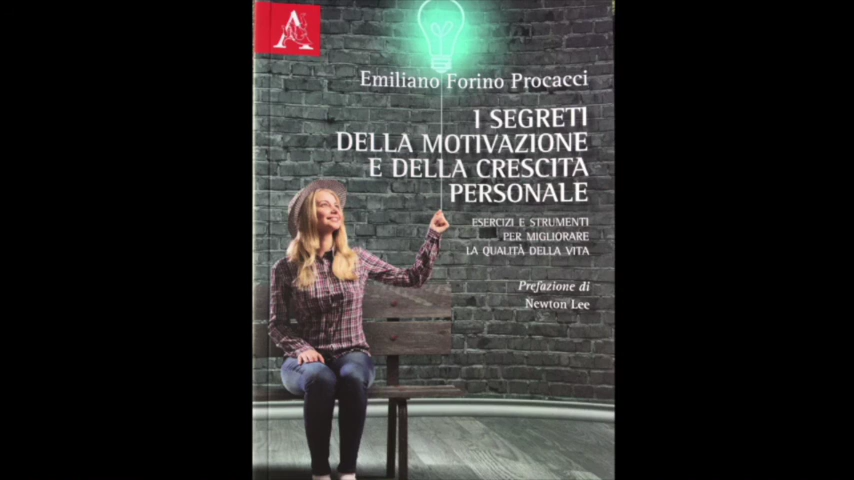 Emiliano Forino Procacci
I SEGRETI
DELLA MOTIVAZIONE
E DELLA CRESCITA
PERSONALE
ESERCIZI E STRUMENTI
PER MIGLIORARE
LA QUALITÀ DELLA VITA
Prefazione di
Newton Lee